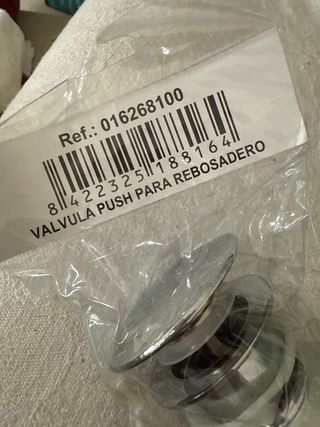 Ref.: 016268100
8 422325 188164
VALVULA PUSH PARA REBOSADERO